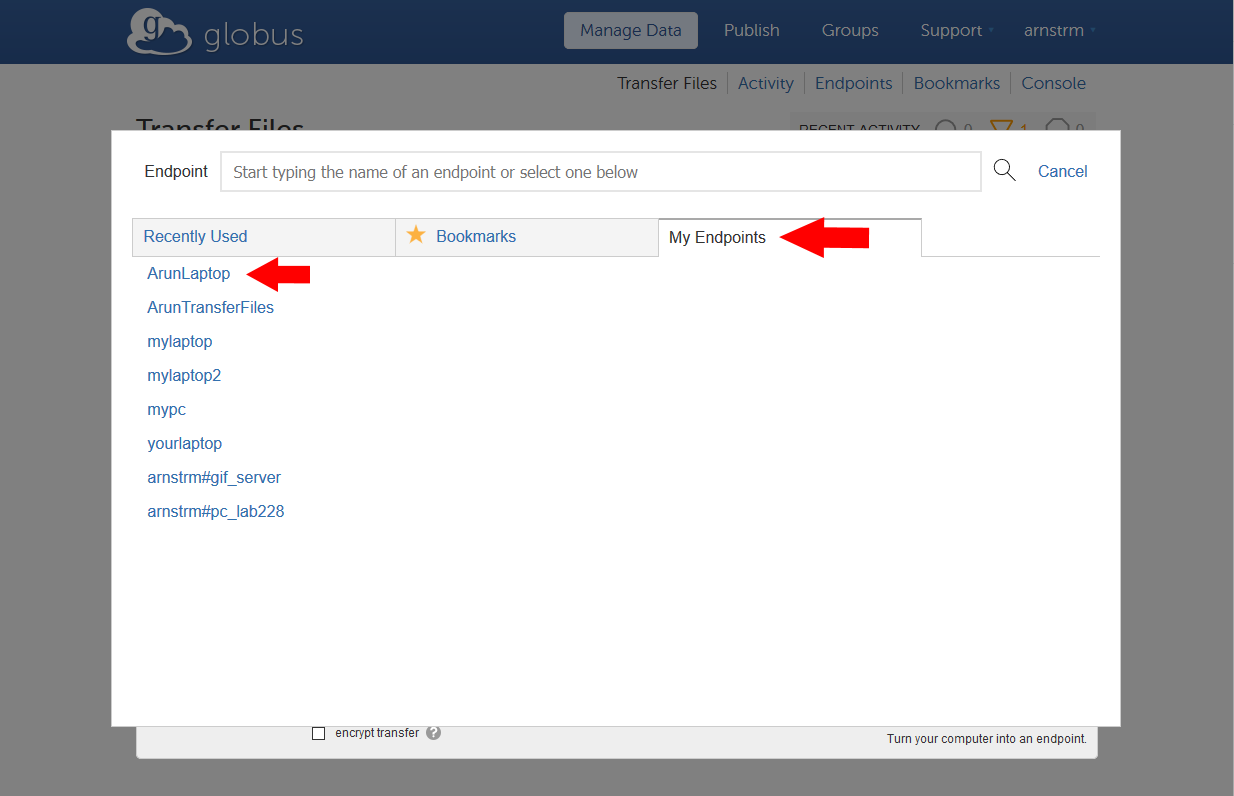 globus
Manage Data Publish Groups Support arnstrm
Transfer Files Activity Endpoints Bookmarks Console
Transfer Files
RECENT ACTIVITY 0 1 0
Endpoint Start typing the name of an endpoint or select one below Cancel
Recently Used Bookmarks My Endpoints
ArunLaptop
ArunTransferFiles
mylaptop
mylaptop2
mypc
yourlaptop
arnstrm#gif_server
arnstrm#pc_lab228
encrypt transfer ?
Turn your computer into an endpoint.